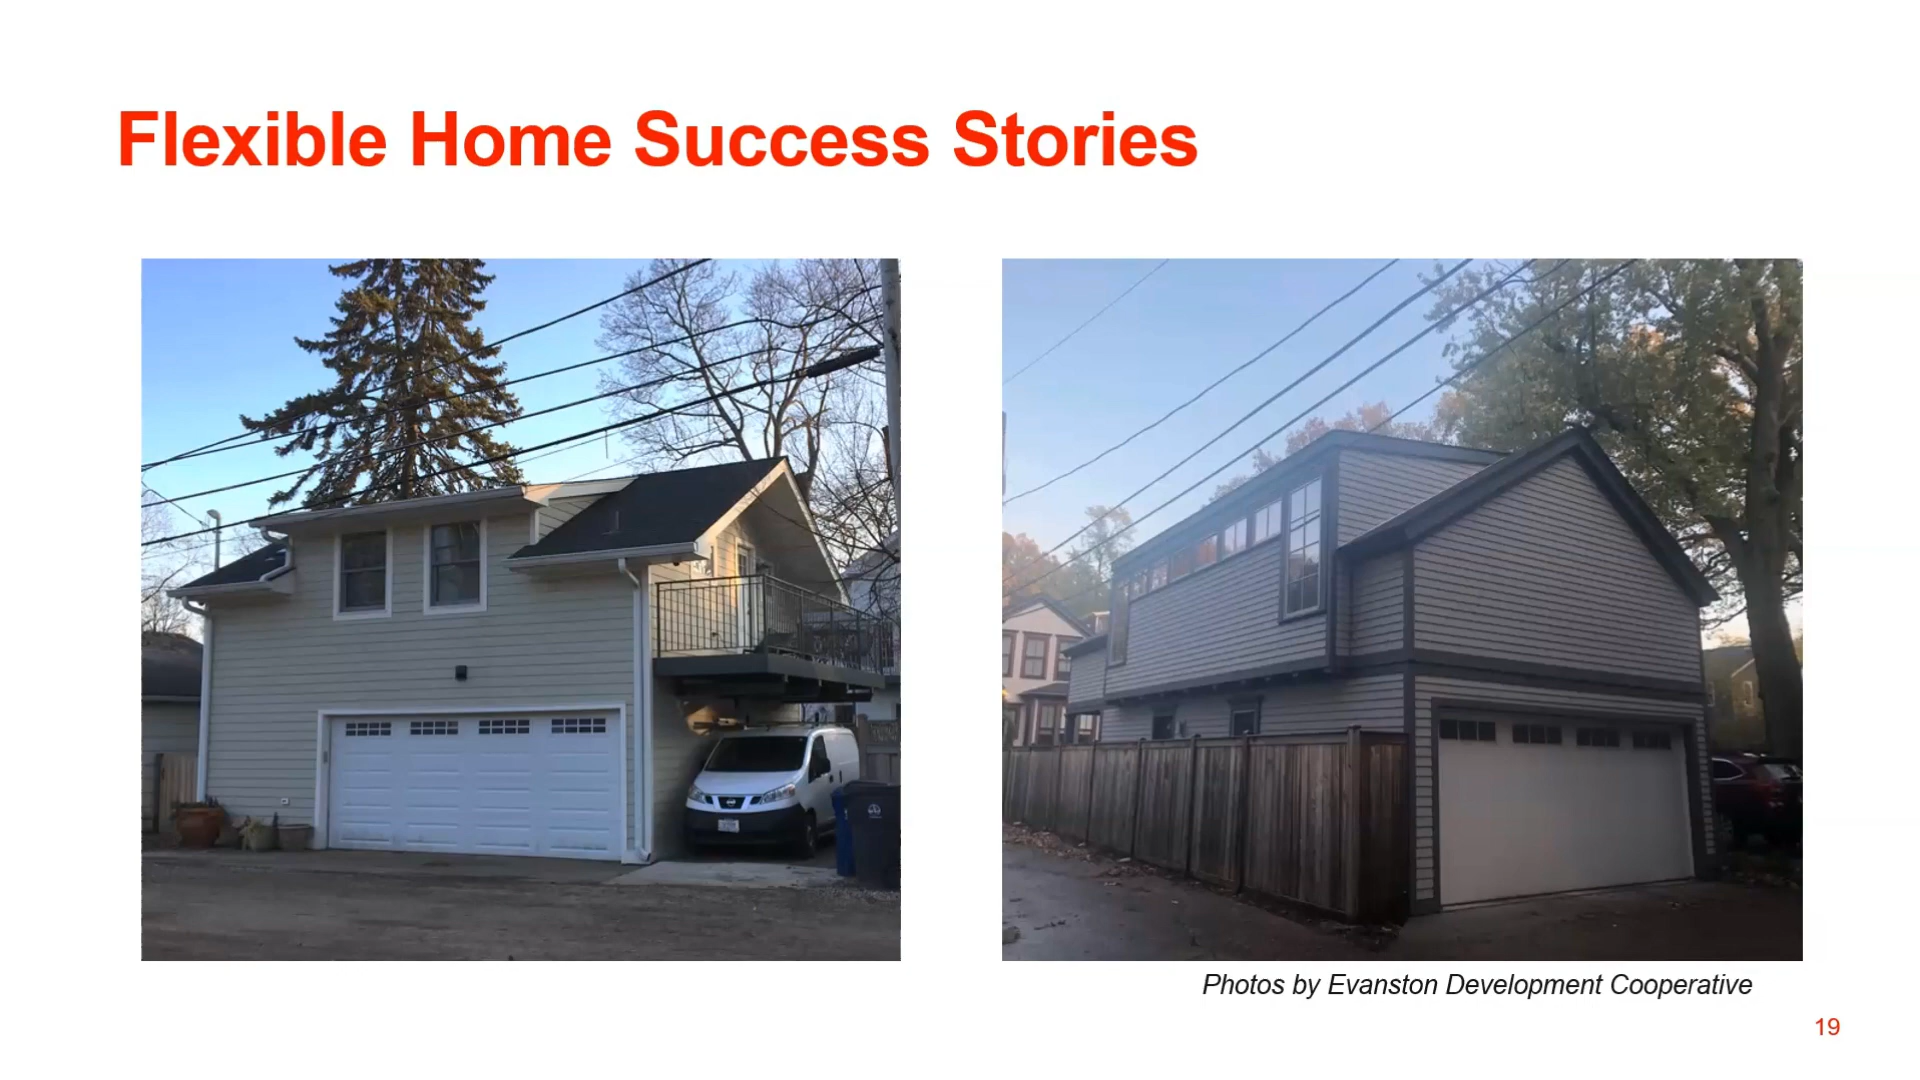 Flexible Home Success Stories
Photos by Evanston Development Cooperative
19